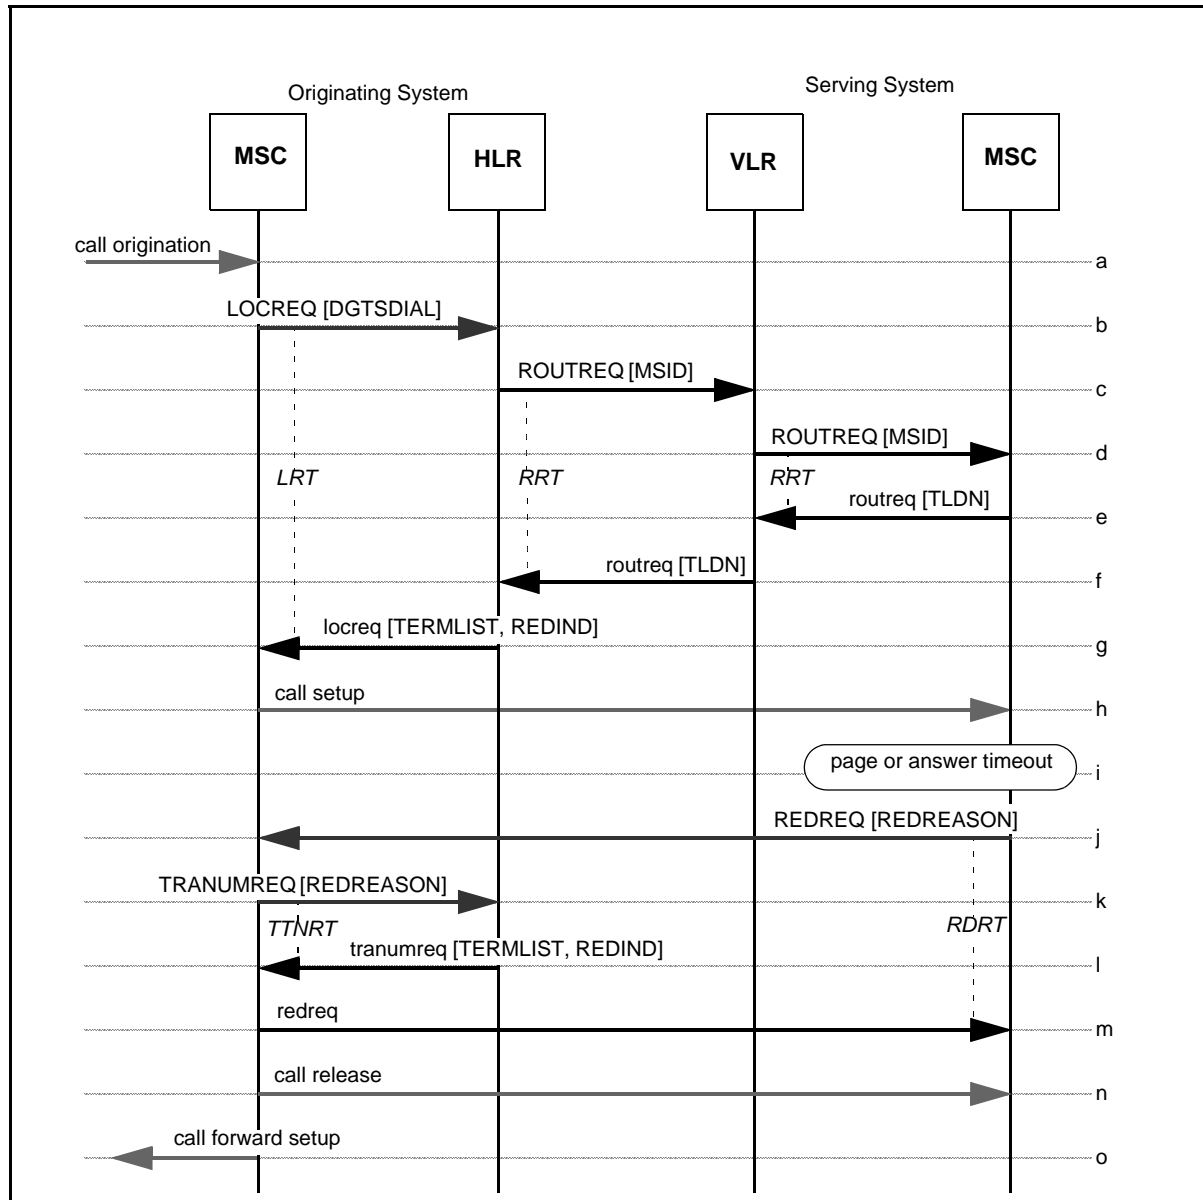 Originating System
Serving System
MSC
HLR
VLR
MSC
call origination
a
LOCREQ [DGTSDIAL]
b
ROUTREQ [MSID]
c
ROUTREQ [MSID]
d
LRT
RRT
RRT
routreq [TLDN]
e
routreq [TLDN]
f
locreq [TERMLIST, REDIND]
g
call setup
h
page or answer timeout
i
REDREQ [REDREASON]
j
TRANUMREQ [REDREASON]
k
TTNRT
RDRT
tranumreq [TERMLIST, REDIND]
l
redreq
m
call release
n
call forward setup
o